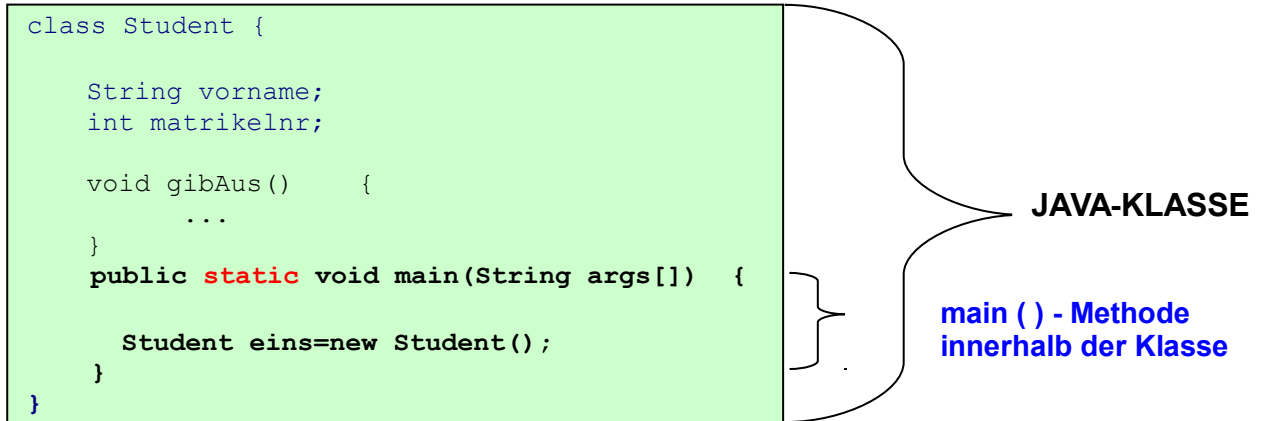 class Student {
String vorname;
int matrikelnr;
void gibAus() {
...
}
public static void main(String args[]) {
Student eins=new Student();
}
}
JAVA-KLASSE
main ( ) - Methode
innerhalb der Klasse
.